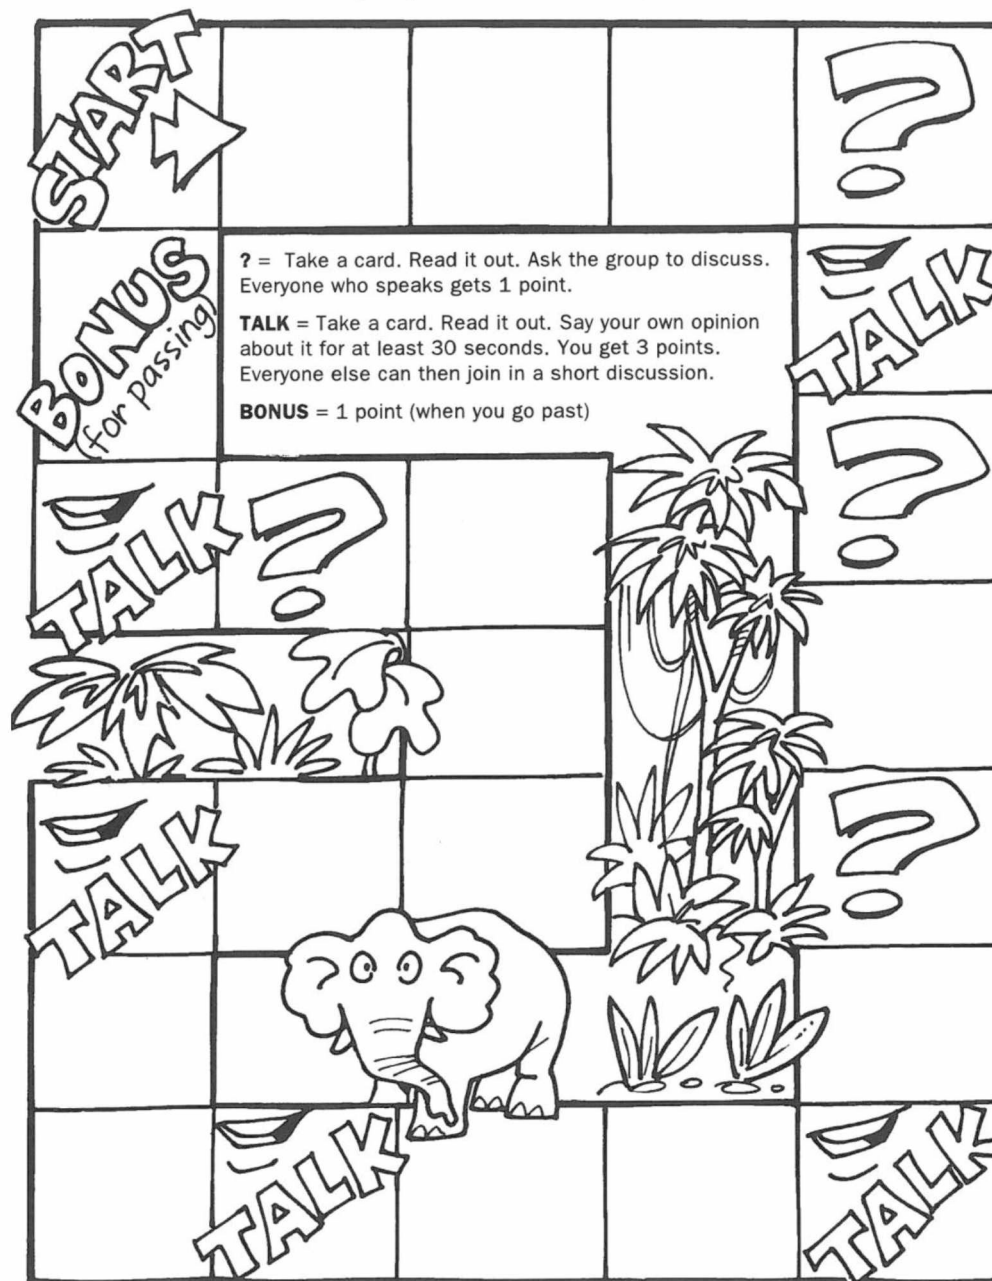 START
?
BONUS
(for passing)
? = Take a card. Read it out. Ask the group to discuss.
Everyone who speaks gets 1 point.
TALK = Take a card. Read it out. Say your own opinion
about it for at least 30 seconds. You get 3 points.
Everyone else can then join in a short discussion.
BONUS = 1 point (when you go past)
TALK
?
TALK
?
TALK
?
TALK
TALK